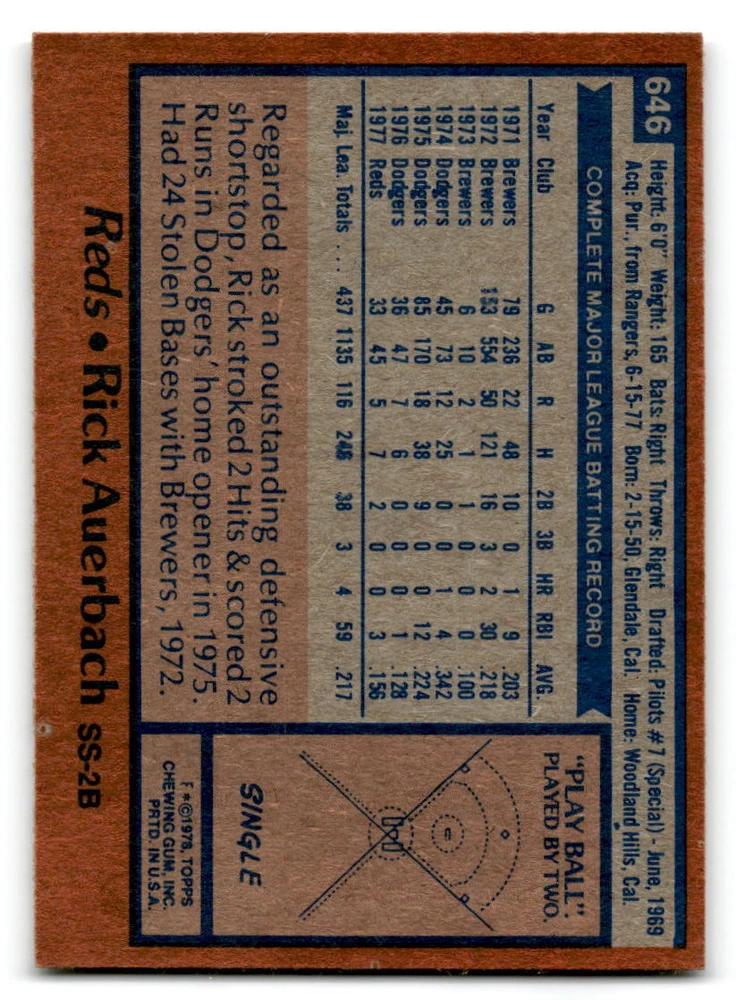 646
Height: 6'0" Weight: 165 Bats: Right Throws: Right Drafted: Pilots #7 (Special) - June, 1969
Acq: Pur., from Rangers, 6-15-77 Born: 2-15-50, Glendale, Cal. Home: Woodland Hills, Cal.
COMPLETE MAJOR LEAGUE BATTING RECORD
Year Club G AB R H 2B 3B HR RBI AVG.
1971 Brewers 79 236 22 48 10 0 1 9 .203
1972 Brewers 153 554 50 121 16 3 2 30 .218
1973 Brewers 6 10 2 1 1 0 0 0 .100
1974 Dodgers 45 73 12 25 0 0 1 4 .342
1975 Dodgers 85 170 18 38 9 0 0 12 .224
1976 Dodgers 36 47 7 6 0 0 0 1 .128
1977 Reds 33 45 5 7 2 0 0 3 .156
Maj. Lea. Totals .... 437 1135 116 246 38 3 4 59 .217
Regarded as an outstanding defensive
shortstop, Rick stroked 2 Hits & scored 2
Runs in Dodgers' home opener in 1975.
Had 24 Stolen Bases with Brewers, 1972.
"PLAY BALL".
PLAYED BY TWO.
SINGLE
F *©1978, TOPPS
CHEWING GUM, INC.
PRTD. IN U.S.A.
Reds • Rick Auerbach SS-2B